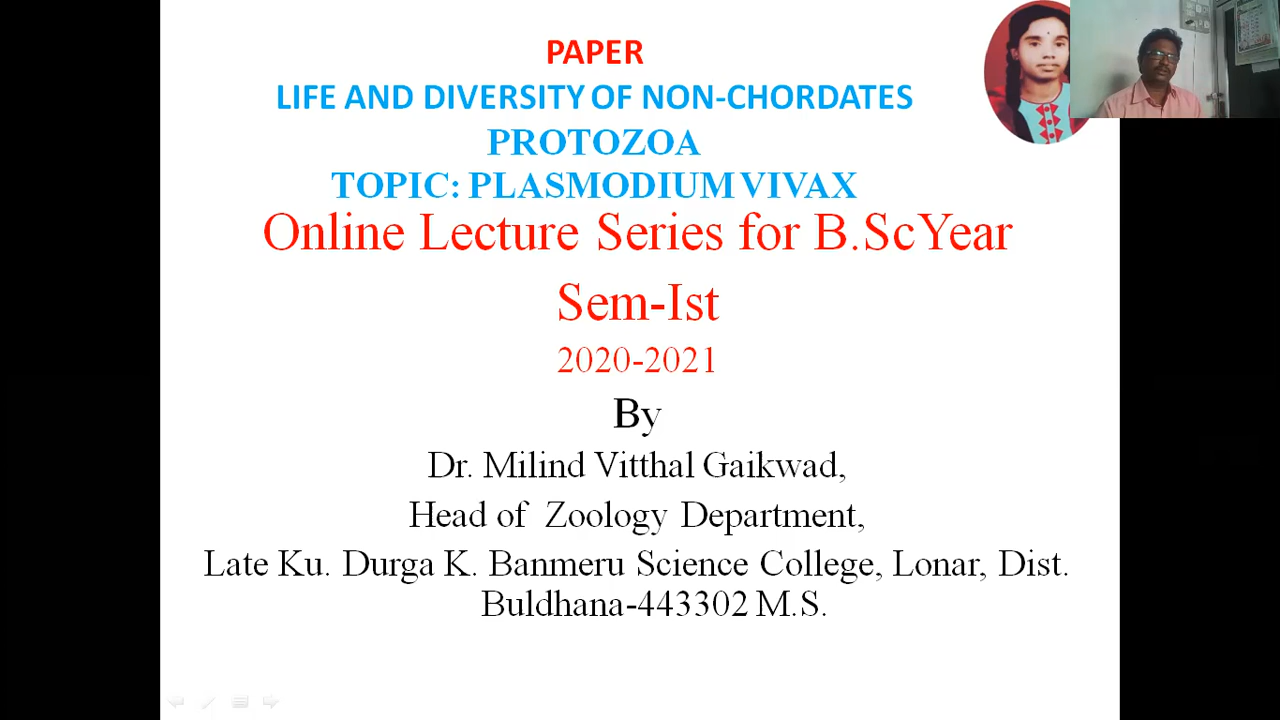 PAPER
LIFE AND DIVERSITY OF NON-CHORDATES
PROTOZOA
TOPIC: PLASMODIUM VIVAX
Online Lecture Series for B.ScYear
Sem-Ist
2020-2021
By
Dr. Milind Vitthal Gaikwad,
Head of Zoology Department,
Late Ku. Durga K. Banmeru Science College, Lonar, Dist.
Buldhana-443302 M.S.